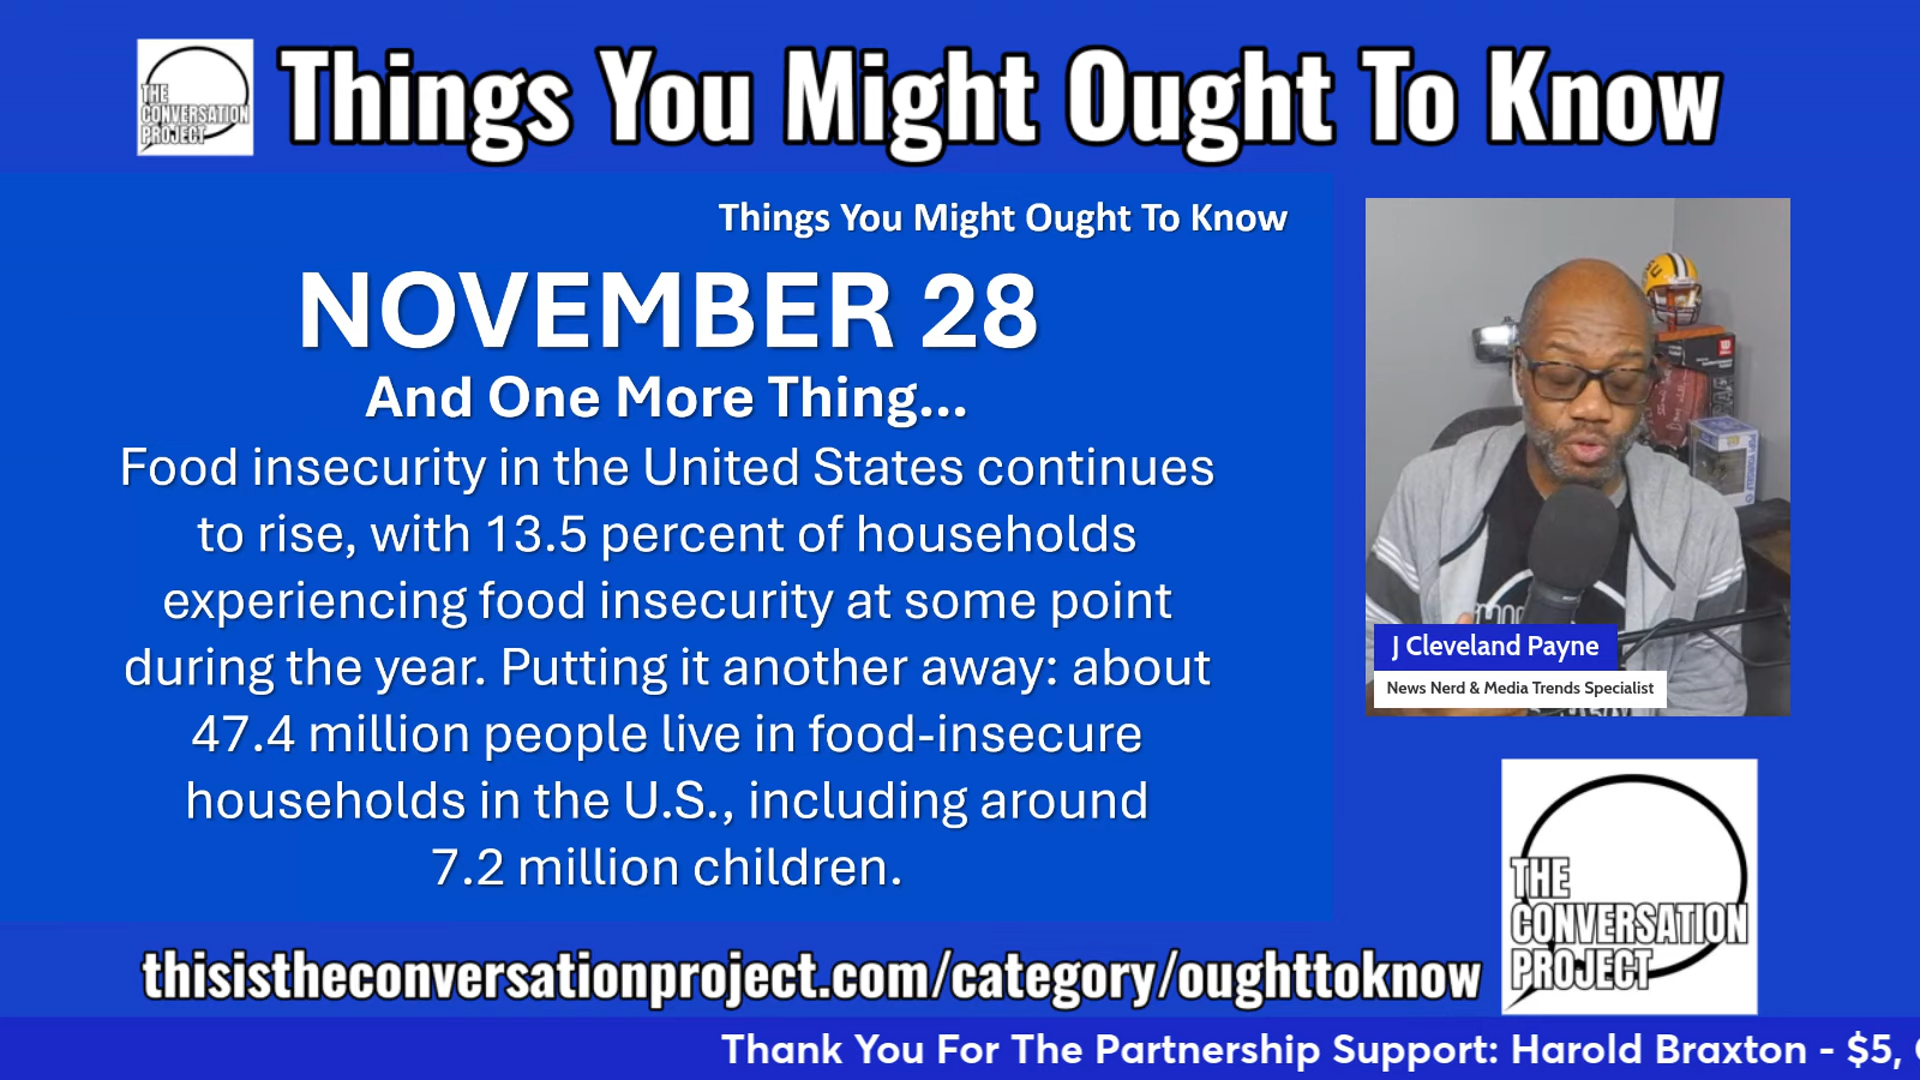 THE
CONVERSATION
PROJECT
Things You Might Ought To Know
Things You Might Ought To Know
NOVEMBER 28
And One More Thing...
Food insecurity in the United States continues
to rise, with 13.5 percent of households
experiencing food insecurity at some point
during the year. Putting it another away: about
47.4 million people live in food-insecure
households in the U.S., including around
7.2 million children.
J Cleveland Payne
News Nerd & Media Trends Specialist
THE
CONVERSATION
PROJECT
thisistheconversationproject.com/category/oughttoknow
Thank You For The Partnership Support: Harold Braxton - $5,